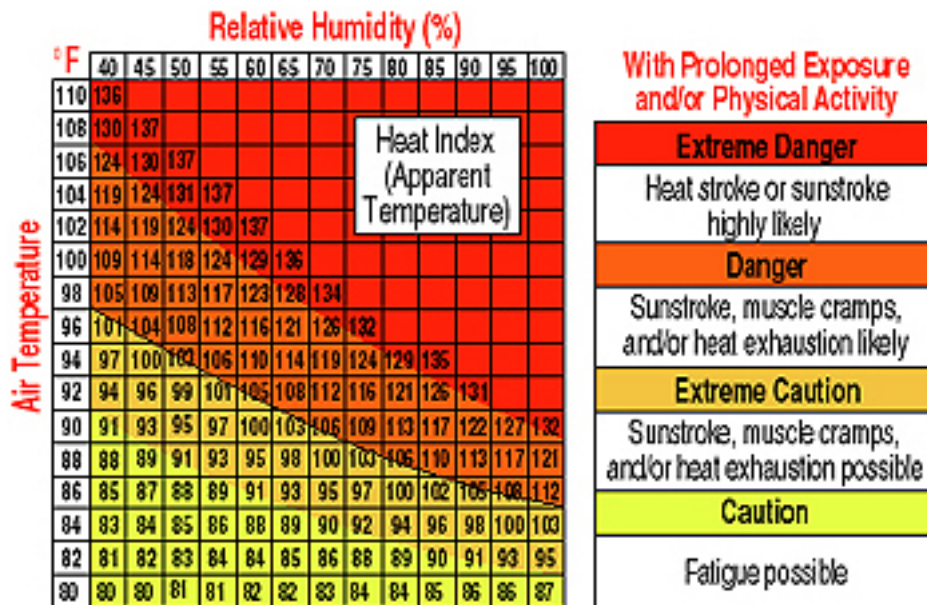 Relative Humidity (%)
°F 40 45 50 55 60 65 70 75 80 85 90 95 100
110 136
108 130 137
106 124 130 137
104 119 124 131 137
102 114 119 124 130 137
100 109 114 118 124 129 136
98 105 109 113 117 123 128 134
96 101 104 108 112 116 121 126 132
94 97 100 103 106 110 114 119 124 129 135
92 94 96 99 101 105 108 112 116 121 126 131
90 91 93 95 97 100 103 106 109 113 117 122 127 132
88 88 89 91 93 95 98 100 103 106 110 113 117 121
86 85 87 88 89 91 93 95 97 100 102 105 108 112
84 83 84 85 86 88 89 90 92 94 96 98 100 103
82 81 82 83 84 84 85 86 88 89 90 91 93 95
80 80 80 81 81 82 82 83 84 84 85 86 86 87
Air Temperature
Heat Index
(Apparent
Temperature)
With Prolonged Exposure
and/or Physical Activity
Extreme Danger
Heat stroke or sunstroke
highly likely
Danger
Sunstroke, muscle cramps,
and/or heat exhaustion likely
Extreme Caution
Sunstroke, muscle cramps,
and/or heat exhaustion possible
Caution
Fatigue possible